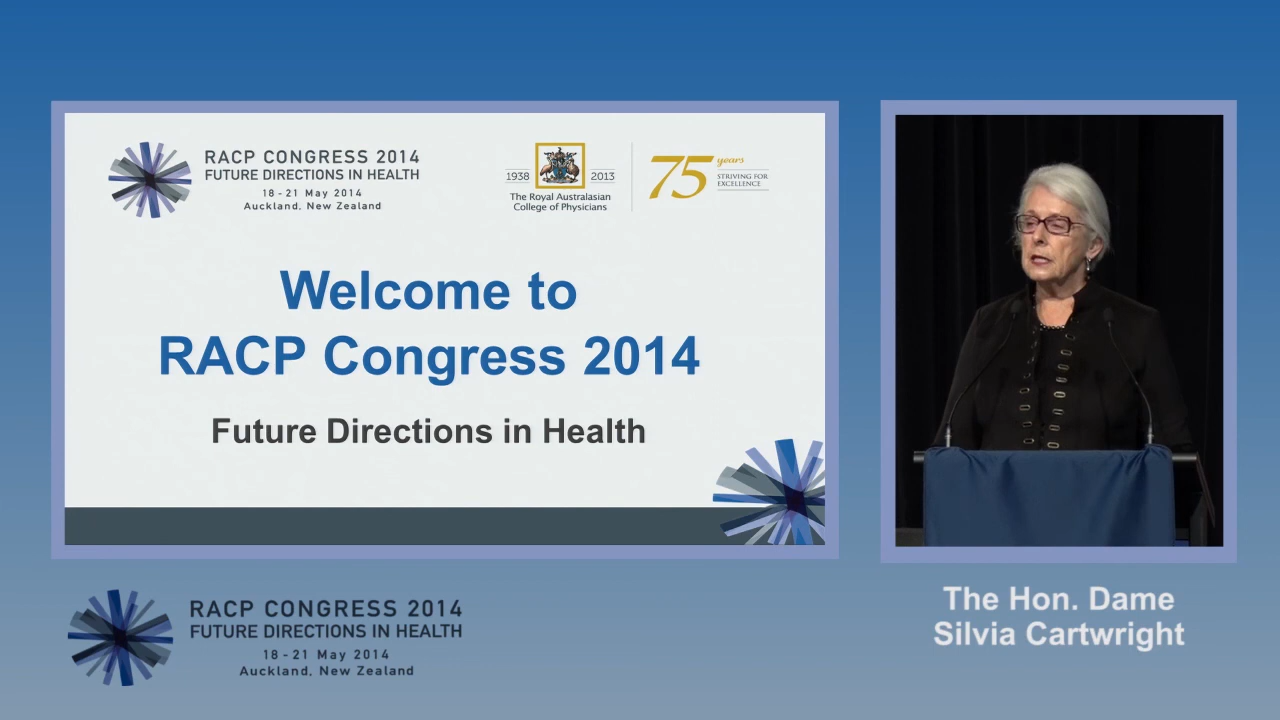 RACP CONGRESS 2014
FUTURE DIRECTIONS IN HEALTH
18 - 21 May 2014
Auckland, New Zealand
1938
2013
The Royal Australasian
College of Physicians
75 years
STRIVING FOR
EXCELLENCE
Welcome to
RACP Congress 2014
Future Directions in Health
RACP CONGRESS 2014
FUTURE DIRECTIONS IN HEALTH
18 - 21 May 2014
Auckland, New Zealand
The Hon. Dame
Silvia Cartwright